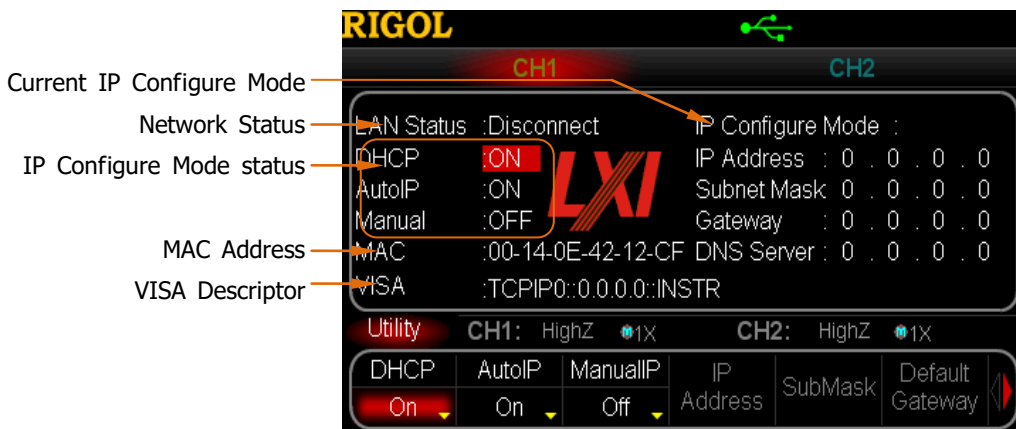 RIGOL
CH1 CH2
Current IP Configure Mode
Network Status
IP Configure Mode status
MAC Address
VISA Descriptor
LAN Status :Disconnect IP Configure Mode :
DHCP :ON IP Address : 0 . 0 . 0 . 0
AutoIP :ON Subnet Mask: 0 . 0 . 0 . 0
Manual :OFF Gateway : 0 . 0 . 0 . 0
MAC :00-14-0E-42-12-CF DNS Server : 0 . 0 . 0 . 0
VISA :TCPIP0::0.0.0.0::INSTR
LXI
Utility CH1: HighZ 1X CH2: HighZ 1X
DHCP AutoIP ManualIP IP Address SubMask Default Gateway
On On Off